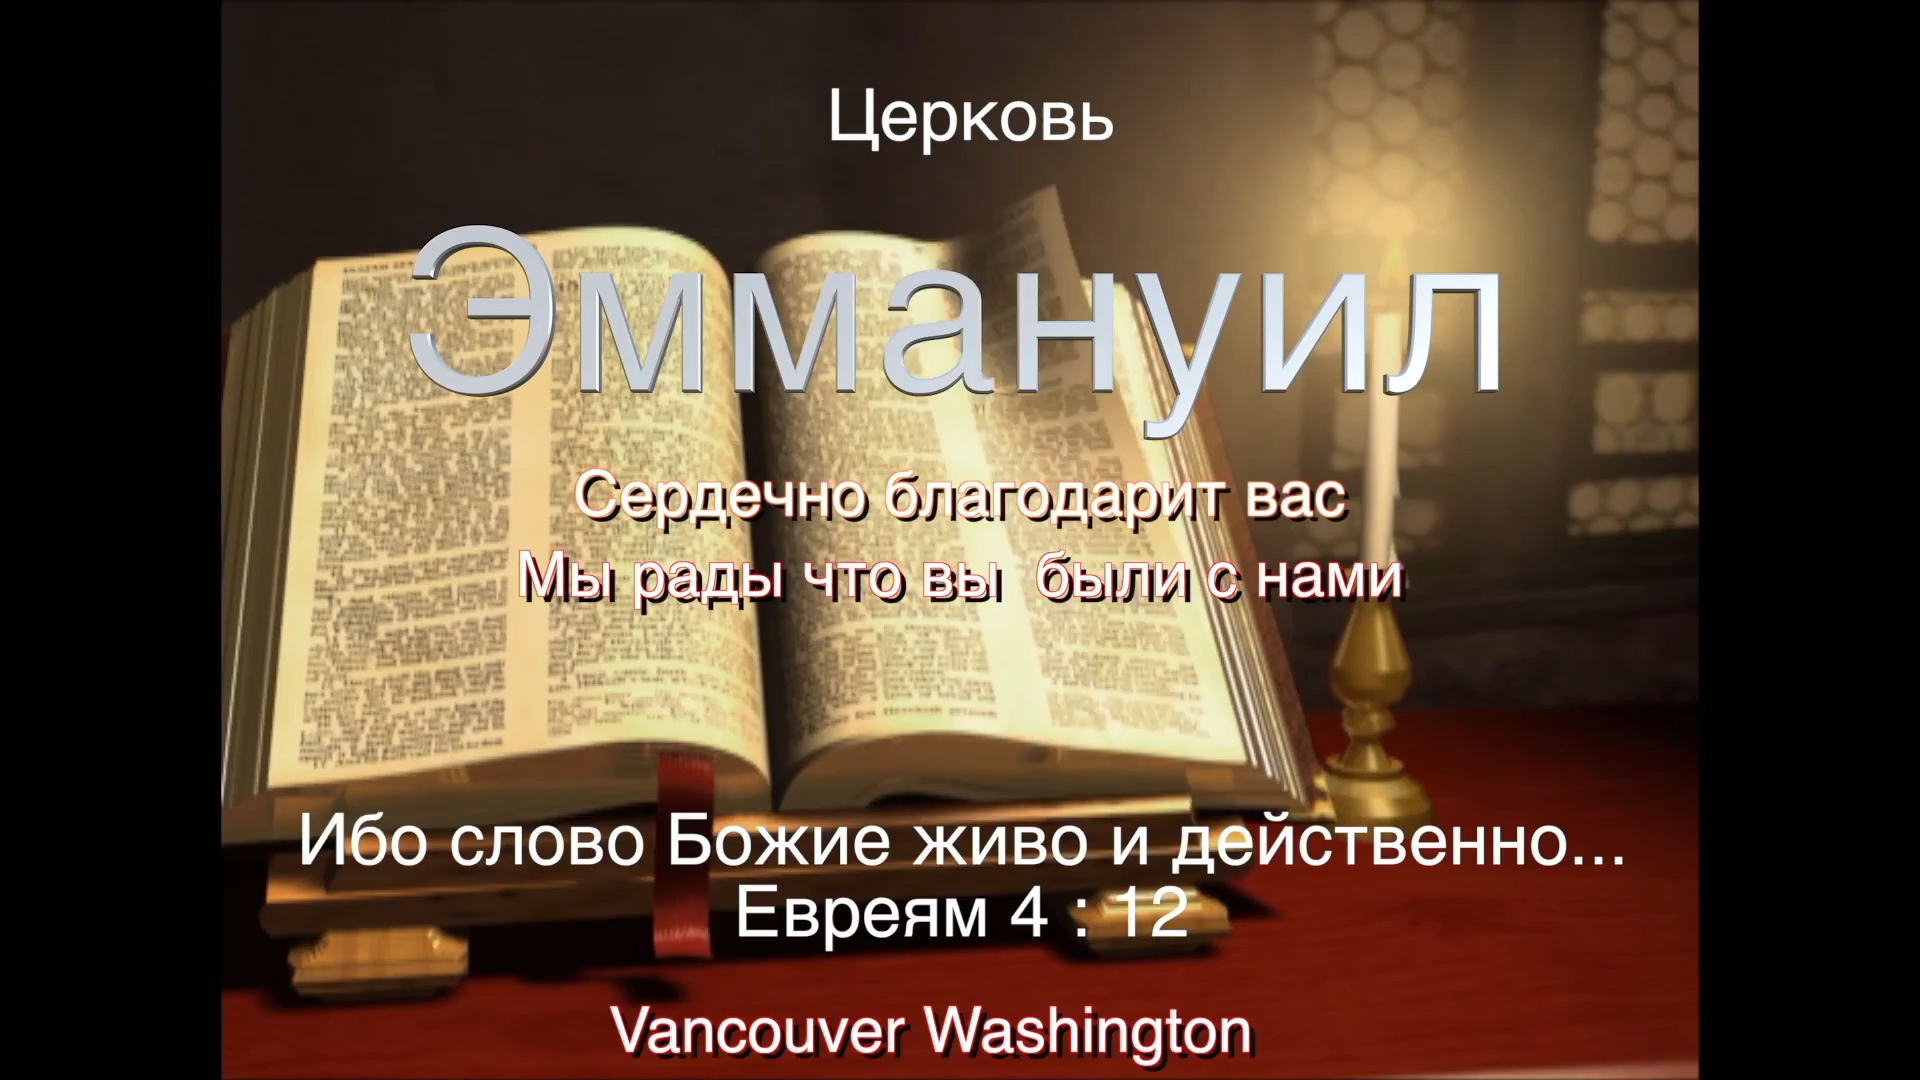 Церковь
Эммануил
Сердечно благодарит вас
Мы рады что вы были с нами
Ибо слово Божие живо и действенно...
Евреям 4 : 12
Vancouver Washington